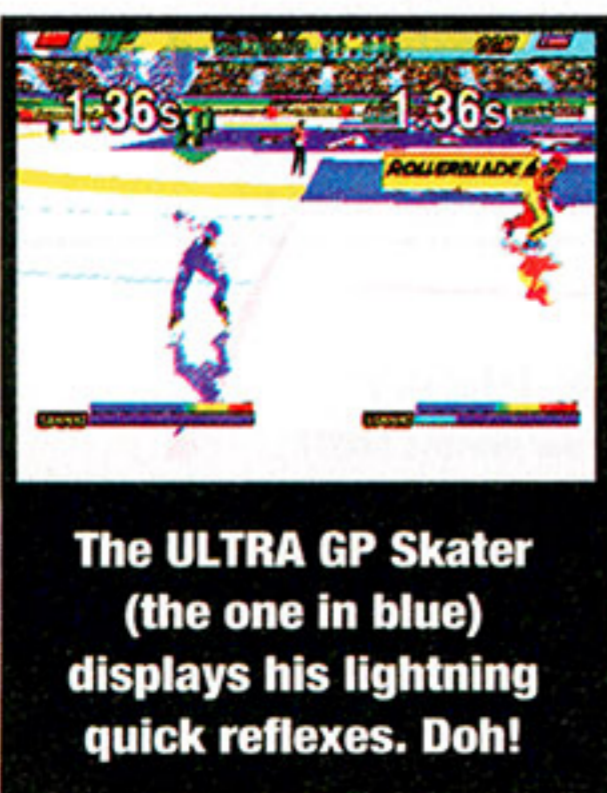 1.36s 1.36s
ROLLERBLADE
The ULTRA GP Skater
(the one in blue)
displays his lightning
quick reflexes. Doh!